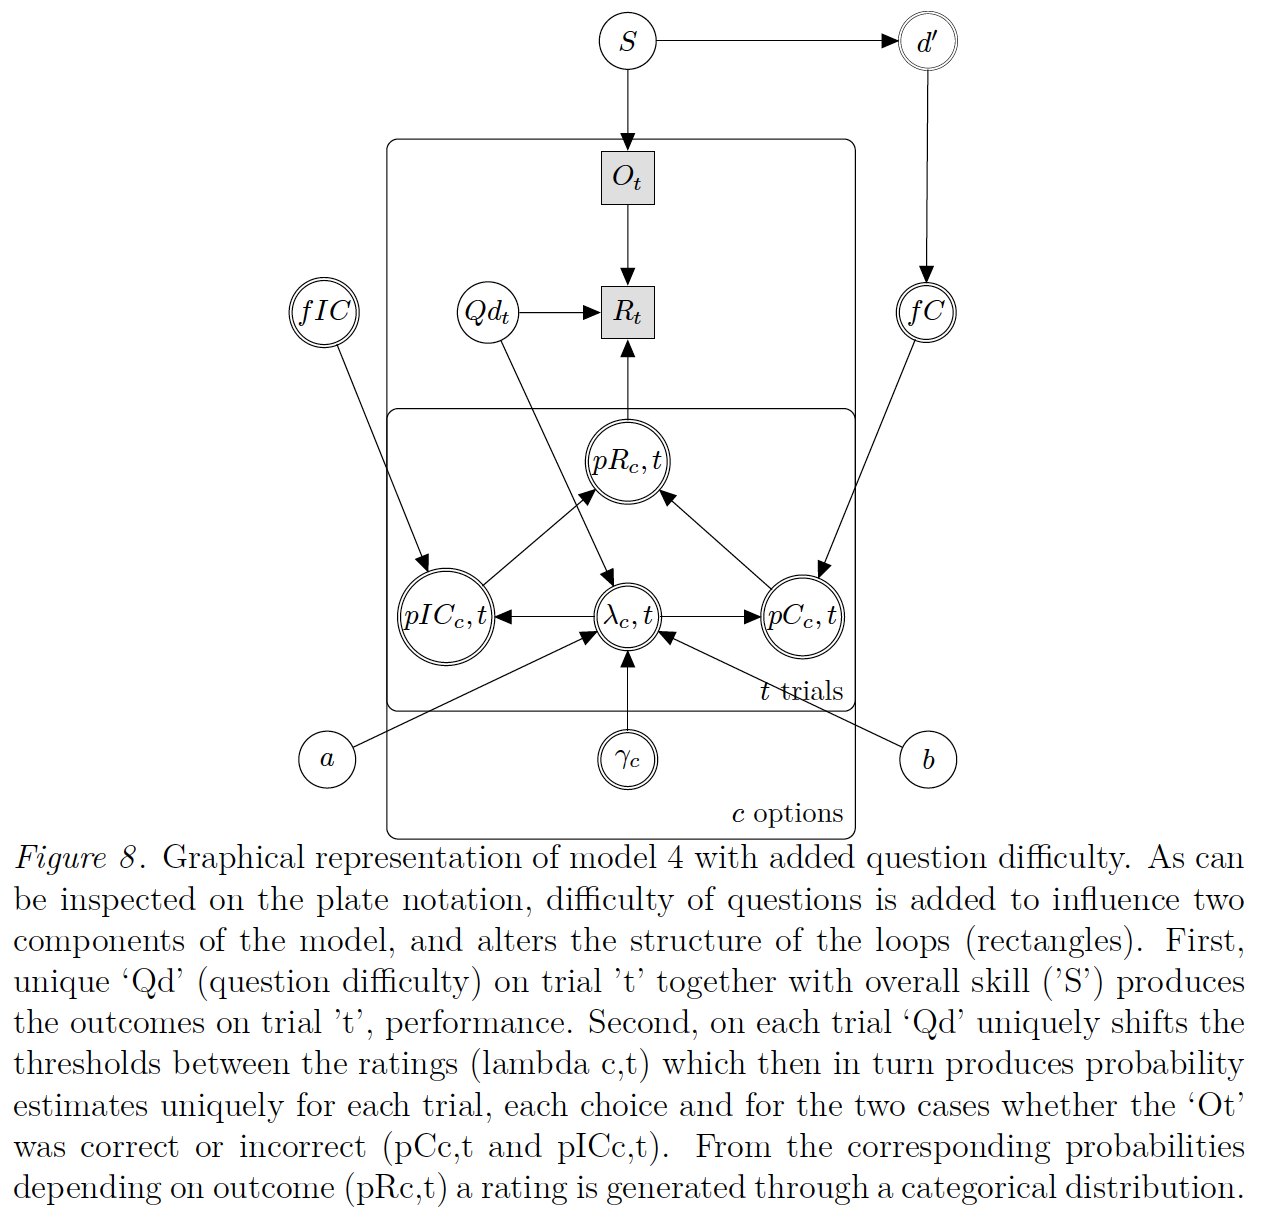 S
d′
O_t
fIC
Qd_t
R_t
fC
pR_c, t
pIC_c, t
λ_c, t
pC_c, t
t trials
a
γ_c
b
c options
Figure 8. Graphical representation of model 4 with added question difficulty. As can
be inspected on the plate notation, difficulty of questions is added to influence two
components of the model, and alters the structure of the loops (rectangles). First,
unique ‘Qd’ (question difficulty) on trial ’t’ together with overall skill (’S’) produces
the outcomes on trial ’t’, performance. Second, on each trial ‘Qd’ uniquely shifts the
thresholds between the ratings (lambda c,t) which then in turn produces probability
estimates uniquely for each trial, each choice and for the two cases whether the ‘Ot’
was correct or incorrect (pCc,t and pICc,t). From the corresponding probabilities
depending on outcome (pRc,t) a rating is generated through a categorical distribution.